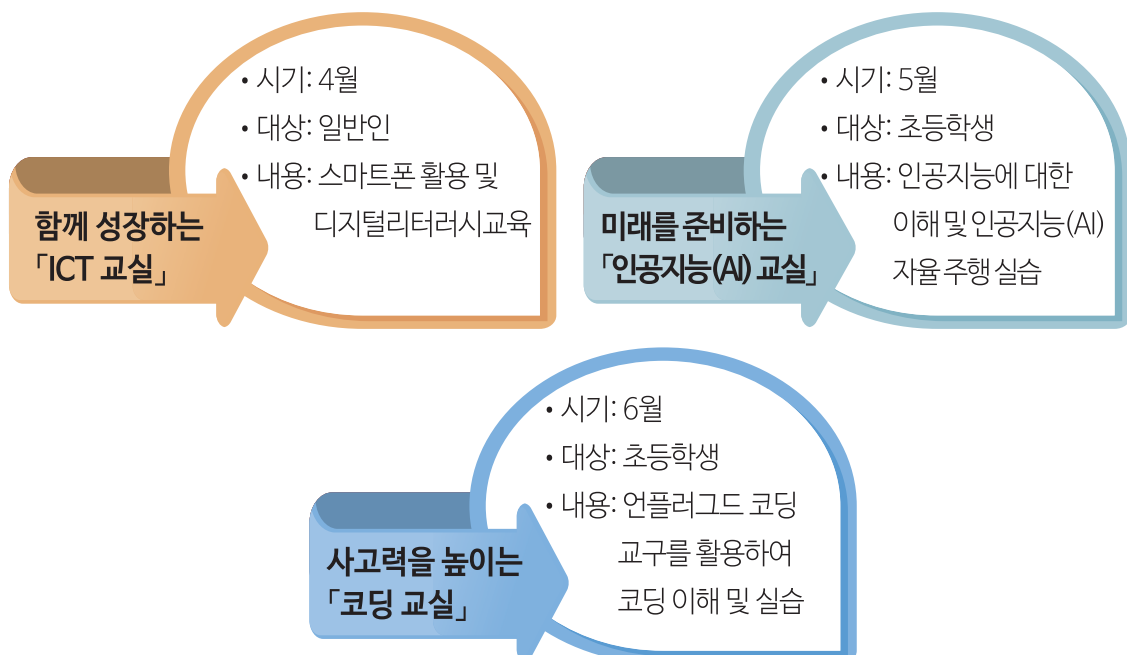 함께 성장하는
「ICT 교실」
• 시기: 4월
• 대상: 일반인
• 내용: 스마트폰 활용 및
디지털리터러시교육
미래를 준비하는
「인공지능(AI) 교실」
• 시기: 5월
• 대상: 초등학생
• 내용: 인공지능에 대한
이해 및 인공지능(AI)
자율 주행 실습
사고력을 높이는
「코딩 교실」
• 시기: 6월
• 대상: 초등학생
• 내용: 언플러그드 코딩
교구를 활용하여
코딩 이해 및 실습